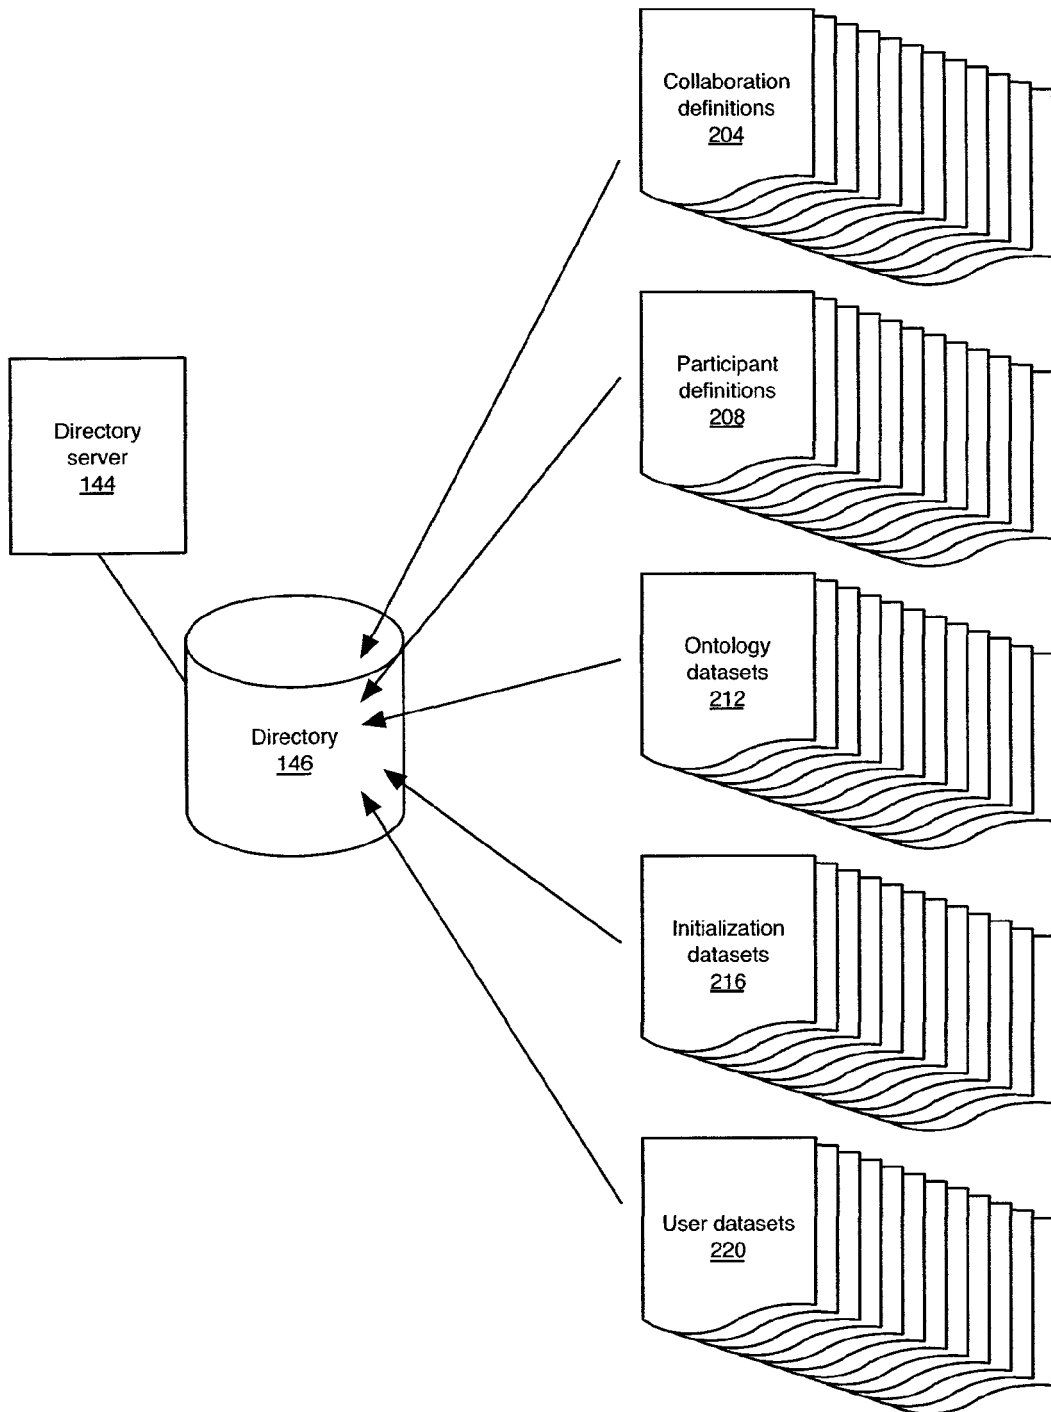 Collaboration
definitions
204
Participant
definitions
208
Directory
server
144
Ontology
datasets
212
Directory
146
Initialization
datasets
216
User datasets
220